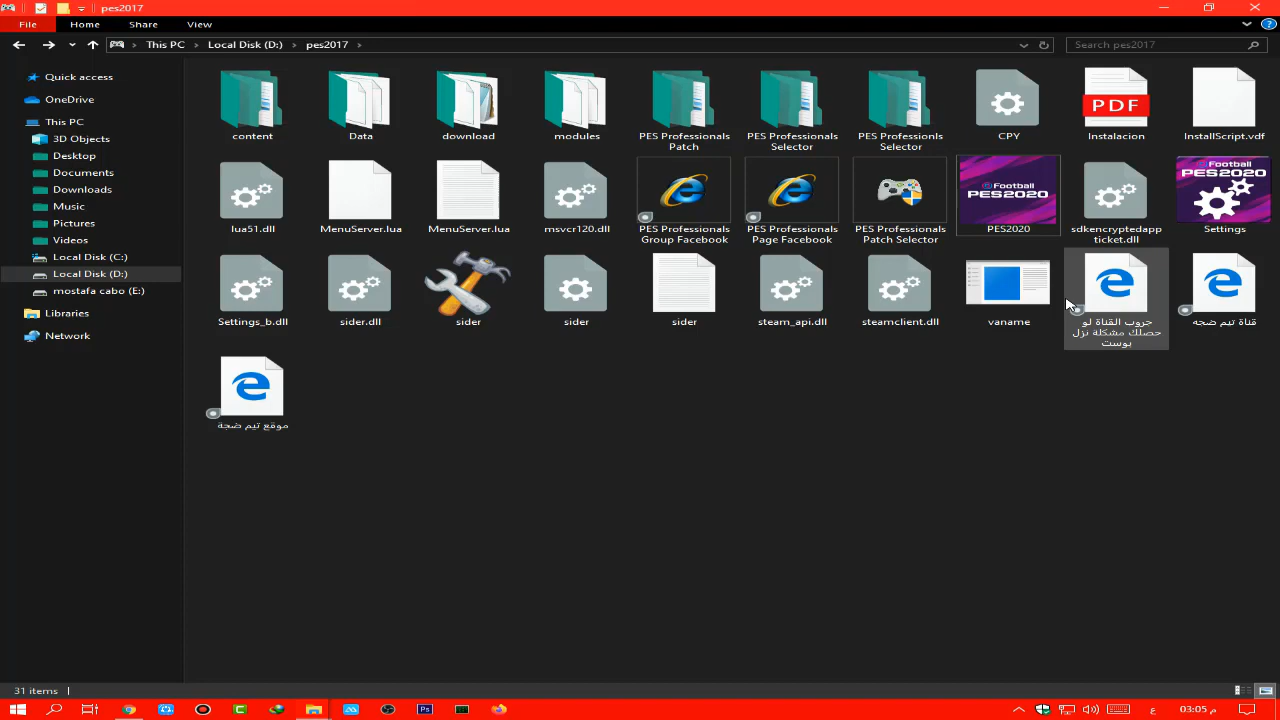 pes2017
File Home Share View
This PC Local Disk (D:) pes2017 Search pes2017
Quick access
OneDrive
This PC
3D Objects
Desktop
Documents
Downloads
Music
Pictures
Videos
Local Disk (C:)
Local Disk (D:)
mostafa cabo (E:)
Libraries
Network
content
Data
download
modules
PES Professionals
Patch
PES Professionals
Selector
PES Professionls
Selector
CPY
PDF
Instalacion
InstallScript.vdf
lua51.dll
MenuServer.lua
MenuServer.lua
msvcr120.dll
PES Professionals
Group Facebook
PES Professionals
Page Facebook
PES Professionals
Patch Selector
Football
PES2020
PES2020
sdkencryptedapp
ticket.dll
Football
PES2020
Settings
Settings_b.dll
sider.dll
sider
sider
sider
steam_api.dll
steamclient.dll
vaname
جروب القناة لو
حصلك مشكلة نزل
بوست
قناة تيم ضجه
موقع تيم ضجة
31 items
Ps
ع
03:05 م